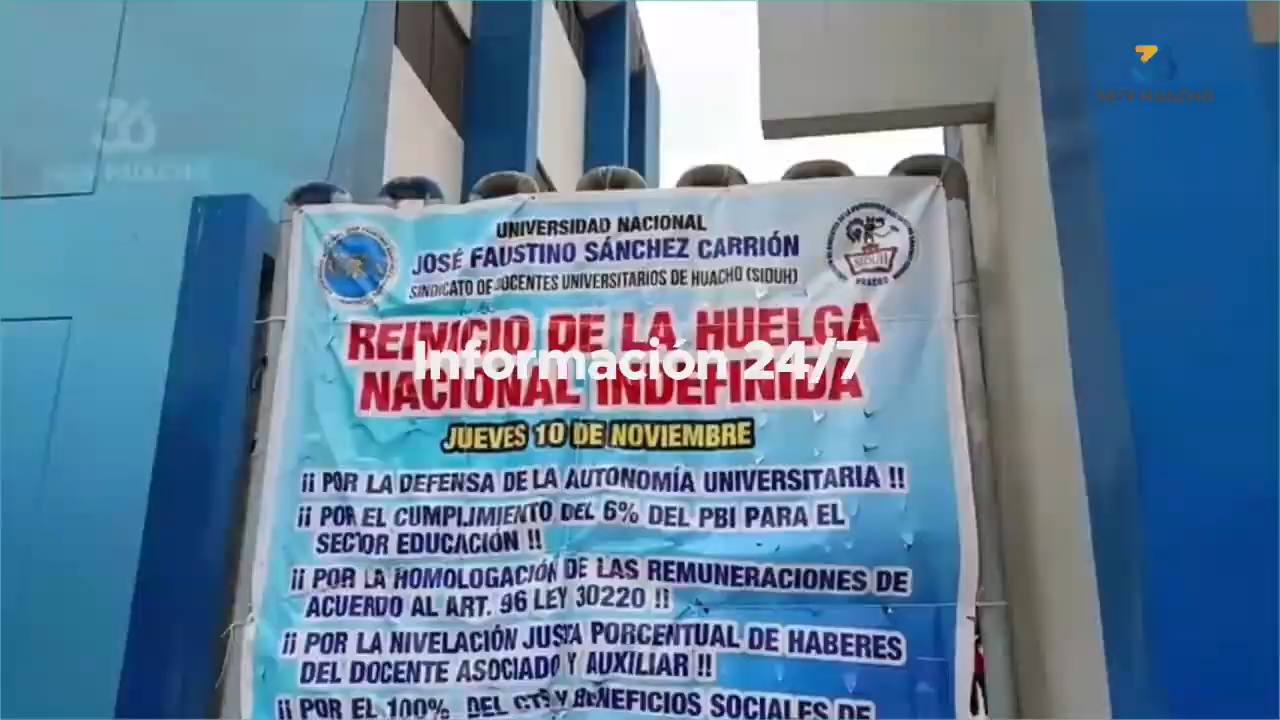 36
HUACHO
UNIVERSIDAD NACIONAL
JOSÉ FAUSTINO SÁNCHEZ CARRIÓN
SINDICATO DE DOCENTES UNIVERSITARIOS DE HUACHO (SIDUH)
SIDUH
HUACHO
REINICIO DE LA HUELGA
NACIONAL INDEFINIDA
Información 24/7
JUEVES 10 DE NOVIEMBRE
¡¡ POR LA DEFENSA DE LA AUTONOMÍA UNIVERSITARIA !!
¡¡ POR EL CUMPLIMIENTO DEL 6% DEL PBI PARA EL
SECTOR EDUCACIÓN !!
¡¡ POR LA HOMOLOGACIÓN DE LAS REMUNERACIONES DE
ACUERDO AL ART. 96 LEY 30220 !!
¡¡ POR LA NIVELACIÓN JUSTA PORCENTUAL DE HABERES
DEL DOCENTE ASOCIADO Y AUXILIAR !!
¡¡ POR EL 100% DEL CTS Y BENEFICIOS SOCIALES DE